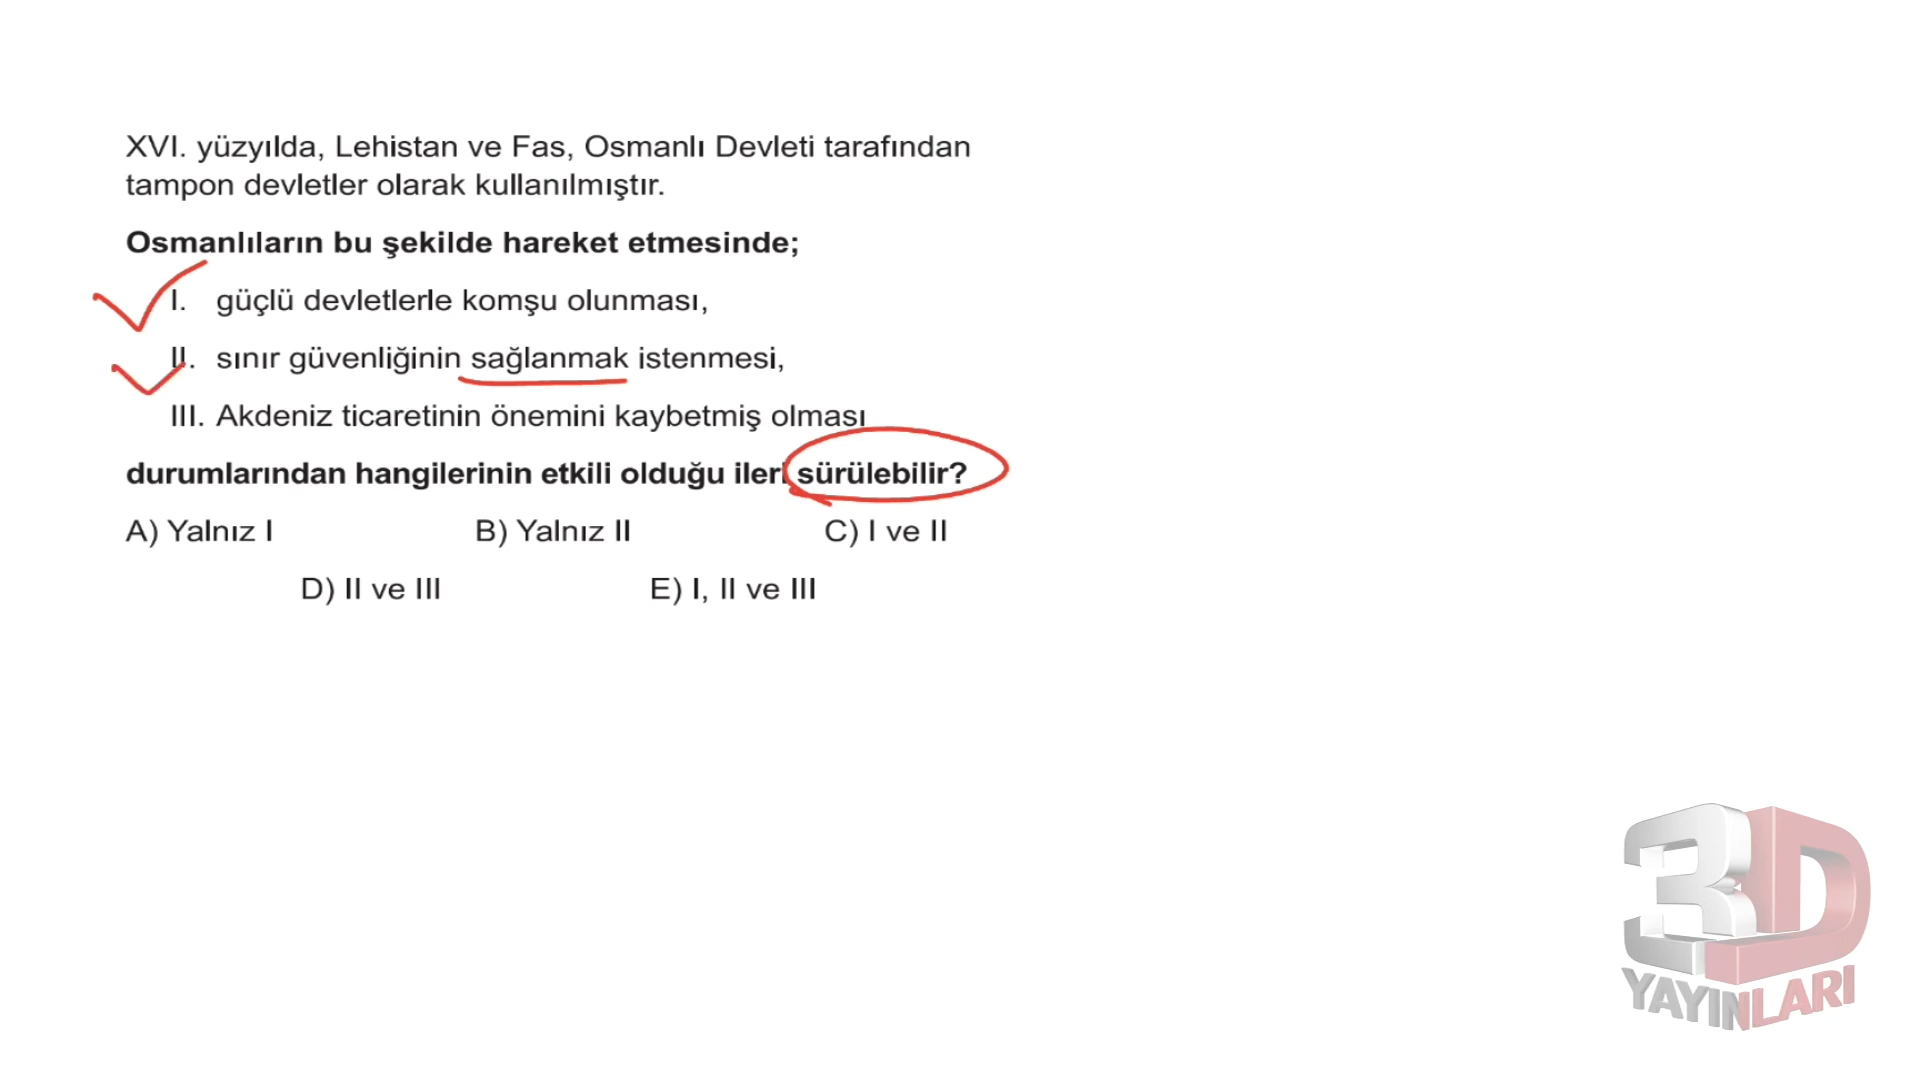 XVI. yüzyılda, Lehistan ve Fas, Osmanlı Devleti tarafından
tampon devletler olarak kullanılmıştır.
Osmanlıların bu şekilde hareket etmesinde;
I. güçlü devletlerle komşu olunması,
II. sınır güvenliğinin sağlanmak istenmesi,
III. Akdeniz ticaretinin önemini kaybetmiş olması
durumlarından hangilerinin etkili olduğu ileri sürülebilir?
A) Yalnız I B) Yalnız II C) I ve II
D) II ve III E) I, II ve III
3D
YAYINLARI